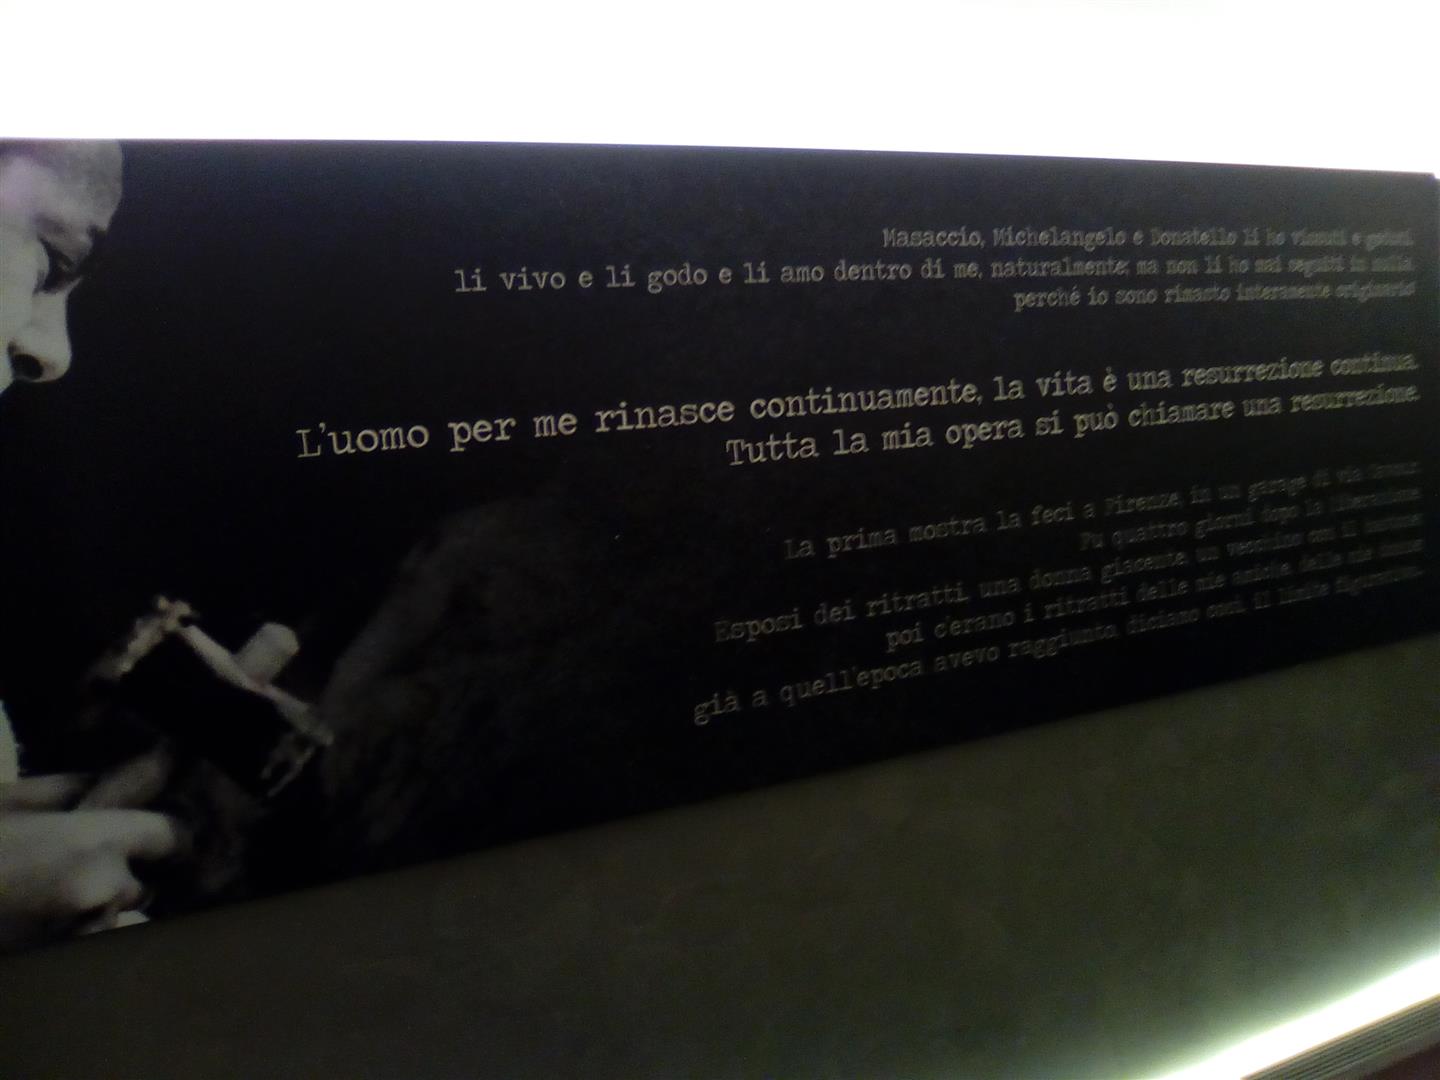 Masaccio, Michelangelo e Donatello li ho vissuti e goduti,
li vivo e li godo e li amo dentro di me, naturalmente; ma non li ho mai seguiti in nulla,
perché io sono rimasto interamente originario
L'uomo per me rinasce continuamente, la vita è una resurrezione continua.
Tutta la mia opera si può chiamare una resurrezione.
La prima mostra la feci a Firenze, in un garage di via Cavour
Fu quattro giorni dopo la liberazione
Esposi dei ritratti, una donna giacente, un vecchino con il
poi c'erano i ritratti delle mie amiche delle mie donne
già a quell'epoca avevo raggiunto, diciamo così, il limite figurativo.